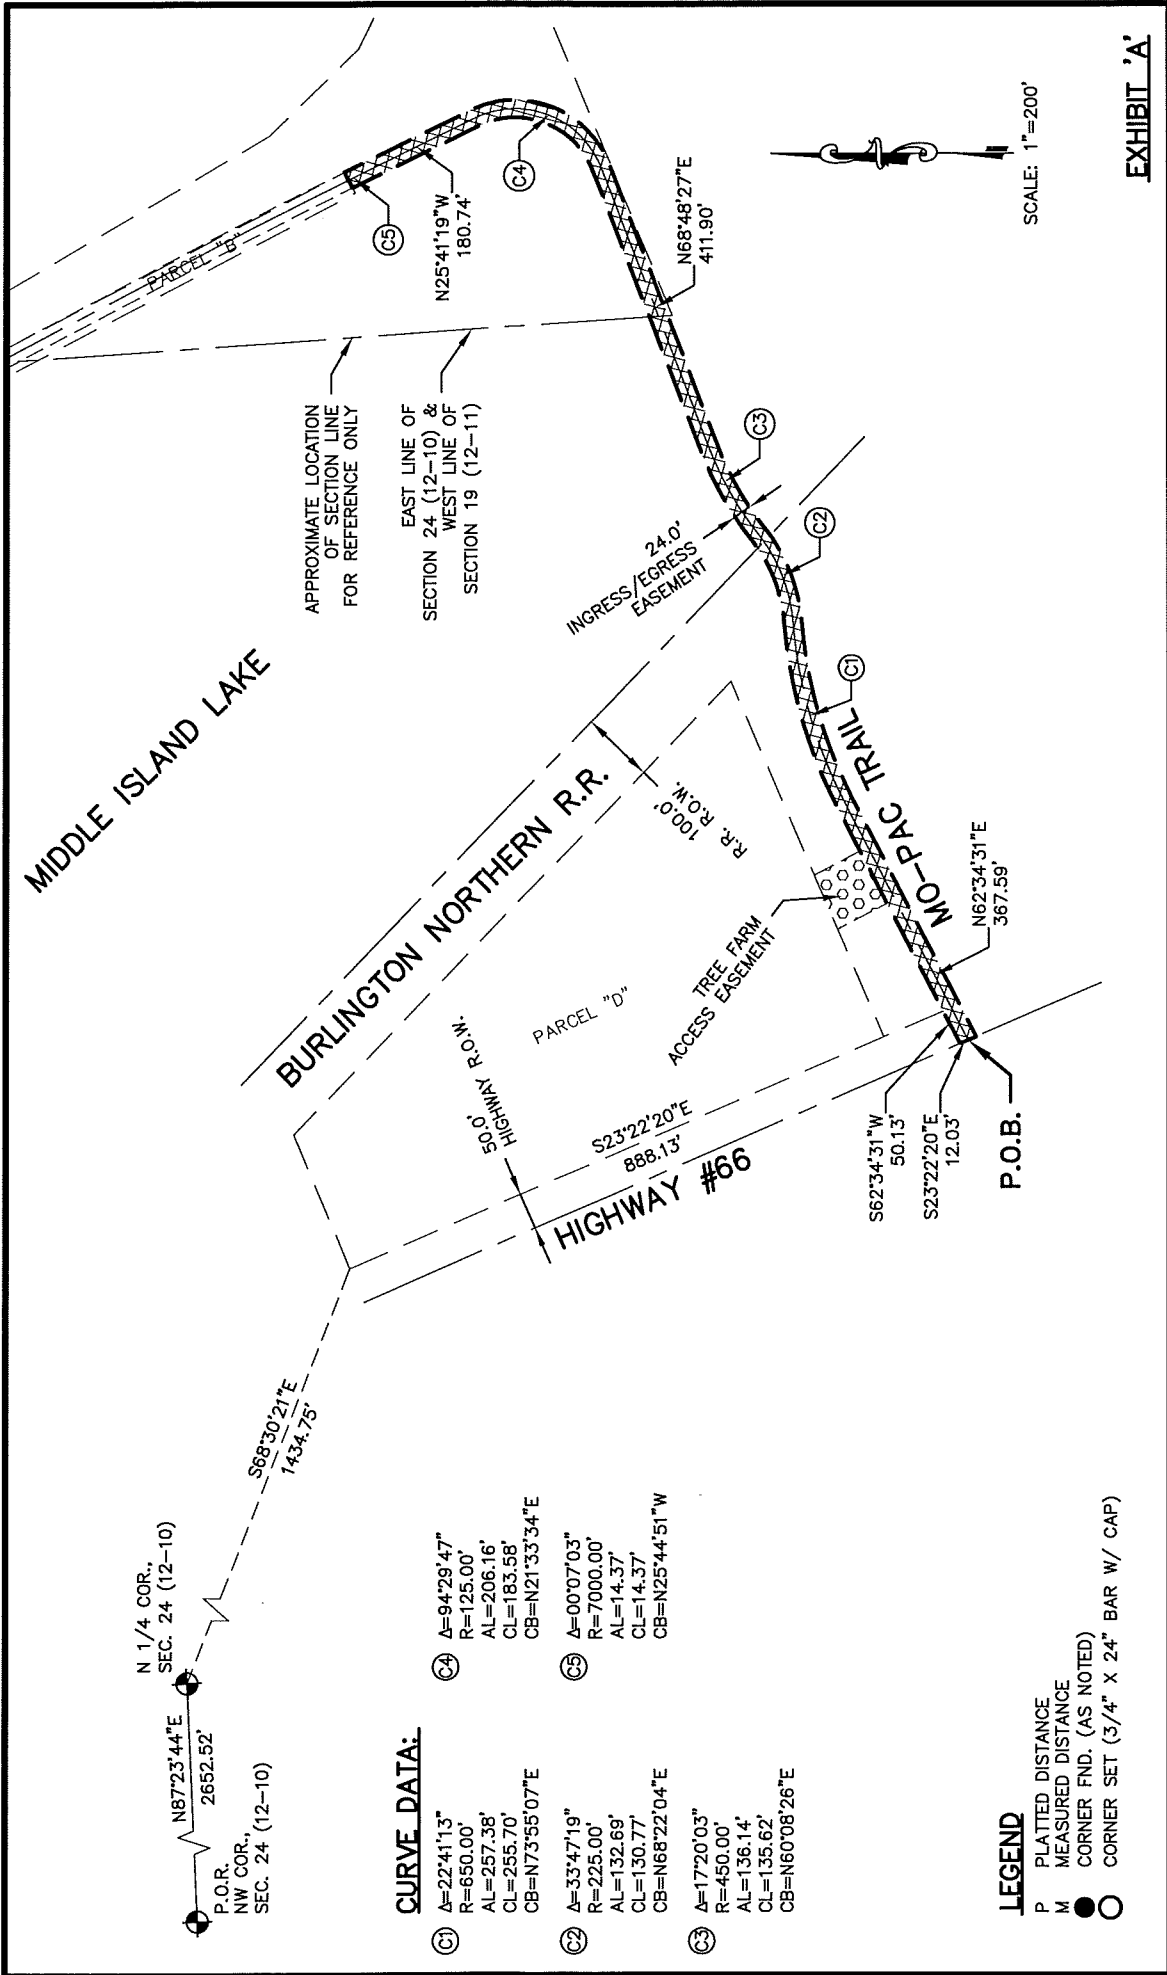 MIDDLE ISLAND LAKE
N 1/4 COR.,
SEC. 24 (12-10)
N87°23'44"E
2652.52'
P.O.R.
NW COR.,
SEC. 24 (12-10)
S68°30'21"E
1434.75'
BURLINGTON NORTHERN R.R.
100.0'
R.R. R.O.W.
50.0'
HIGHWAY R.O.W.
PARCEL "D"
S23°22'20"E
888.13'
HIGHWAY #66
TREE FARM
ACCESS EASEMENT
MO-PAC TRAIL
APPROXIMATE LOCATION
OF SECTION LINE
FOR REFERENCE ONLY
EAST LINE OF
SECTION 24 (12-10) &
WEST LINE OF
SECTION 19 (12-11)
PARCEL "B"
C5
N25°41'19"W
180.74'
C4
N68°48'27"E
411.90'
24.0'
INGRESS/EGRESS
EASEMENT
C3
C2
C1
N62°34'31"E
367.59'
S62°34'31"W
50.13'
S23°22'20"E
12.03'
P.O.B.
CURVE DATA:
C1 Δ=22°41'13"
R=650.00'
AL=257.38'
CL=255.70'
CB=N73°55'07"E
C2 Δ=33°47'19"
R=225.00'
AL=132.69'
CL=130.77'
CB=N68°22'04"E
C3 Δ=17°20'03"
R=450.00'
AL=136.14'
CL=135.62'
CB=N60°08'26"E
C4 Δ=94°29'47"
R=125.00'
AL=206.16'
CL=183.58'
CB=N21°33'34"E
C5 Δ=00°07'03"
R=7000.00'
AL=14.37'
CL=14.37'
CB=N25°44'51"W
LEGEND
P PLATTED DISTANCE
M MEASURED DISTANCE
CORNER FND. (AS NOTED)
CORNER SET (3/4" X 24" BAR W/ CAP)
SCALE: 1"=200'
EXHIBIT 'A'